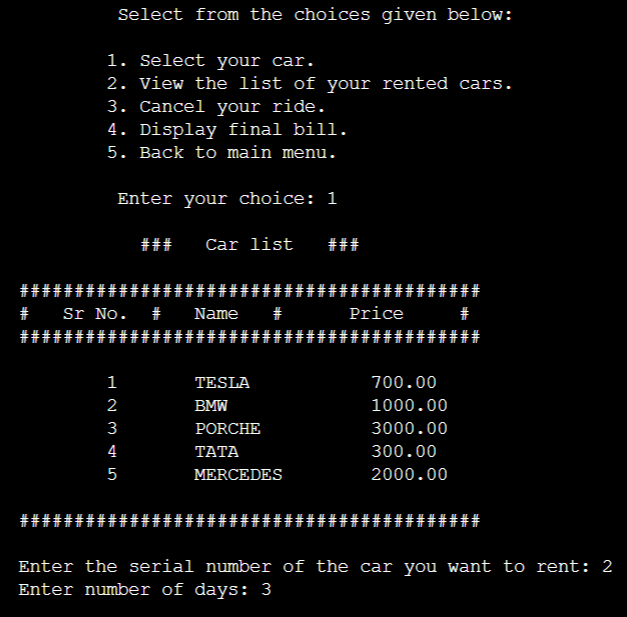 Select from the choices given below:
1. Select your car.
2. View the list of your rented cars.
3. Cancel your ride.
4. Display final bill.
5. Back to main menu.
Enter your choice: 1
### Car list ###
##########################################
# Sr No. # Name # Price #
##########################################
1 TESLA 700.00
2 BMW 1000.00
3 PORCHE 3000.00
4 TATA 300.00
5 MERCEDES 2000.00
##########################################
Enter the serial number of the car you want to rent: 2
Enter number of days: 3